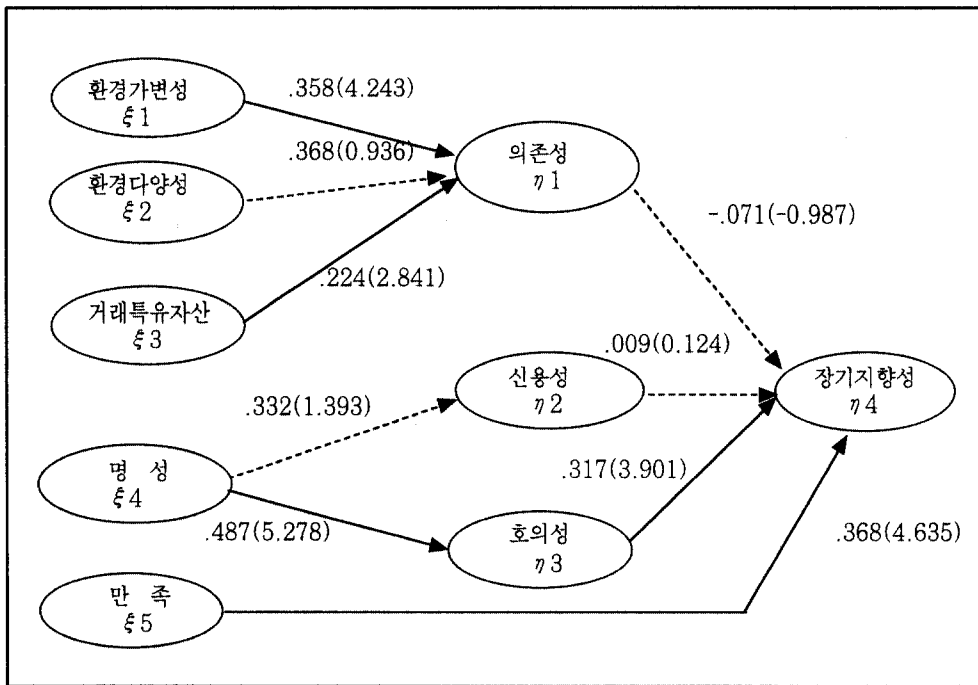 환경가변성
ξ1
.358(4.243)
환경다양성
ξ2
.368(0.936)
의존성
η1
-.071(-0.987)
거래특유자산
ξ3
.224(2.841)
신용성
η2
.009(0.124)
장기지향성
η4
명 성
ξ4
.332(1.393)
.487(5.278)
호의성
η3
.317(3.901)
만 족
ξ5
.368(4.635)